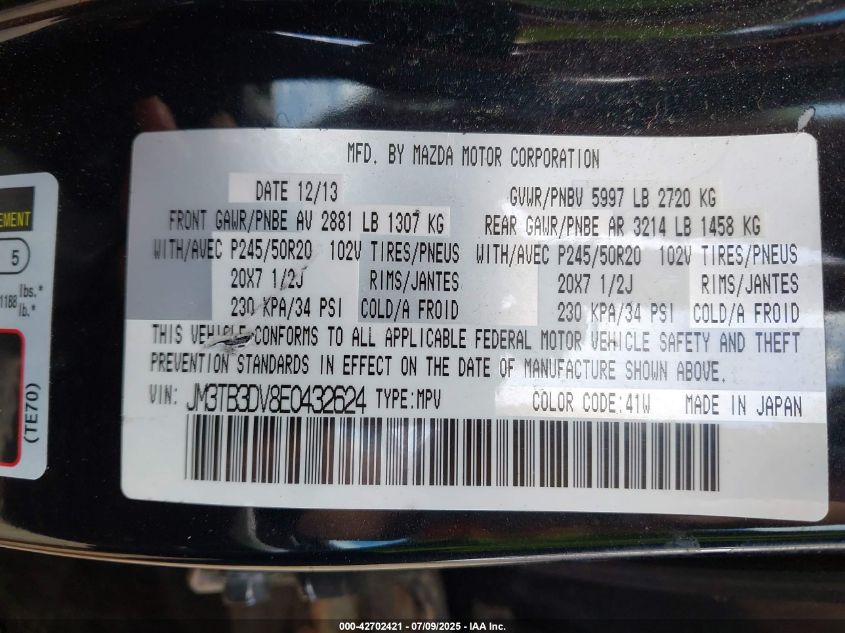 MFD. BY MAZDA MOTOR CORPORATION
DATE 12/13 GVWR/PNBV 5997 LB 2720 KG
FRONT GAWR/PNBE AV 2881 LB 1307 KG REAR GAWR/PNBE AR 3214 LB 1458 KG
WITH/AVEC P245/50R20 102V TIRES/PNEUS WITH/AVEC P245/50R20 102V TIRES/PNEUS
20X7 1/2J RIMS/JANTES 20X7 1/2J RIMS/JANTES
230 KPA/34 PSI COLD/A FROID 230 KPA/34 PSI COLD/A FROID
THIS VEHICLE CONFORMS TO ALL APPLICABLE FEDERAL MOTOR VEHICLE SAFETY AND THEFT
PREVENTION STANDARDS IN EFFECT ON THE DATE OF MANUFACTURE SHOWN ABOVE.
VIN: JM3TB3DV8E0432624 TYPE:MPV COLOR CODE:41W MADE IN JAPAN
EMENT
5
1188 lbs.*
lb.*
(TE70)
000-42702421 | 07/09/2025 - IAA Inc.